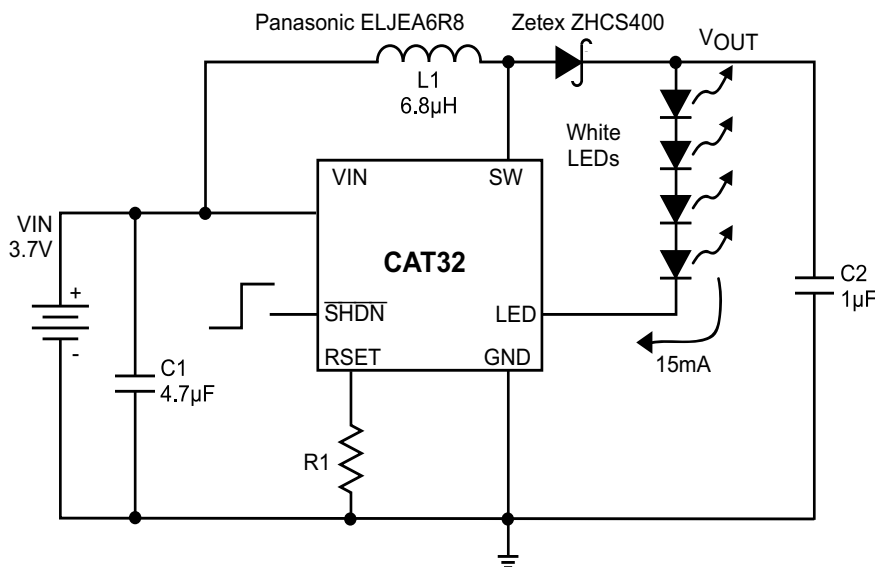 Panasonic ELJEA6R8
Zetex ZHCS400
VOUT
L1
6.8µH
White
LEDs
VIN
SW
VIN
3.7V
CAT32
+
-
SHDN
LED
C2
1µF
RSET
GND
15mA
C1
4.7µF
R1